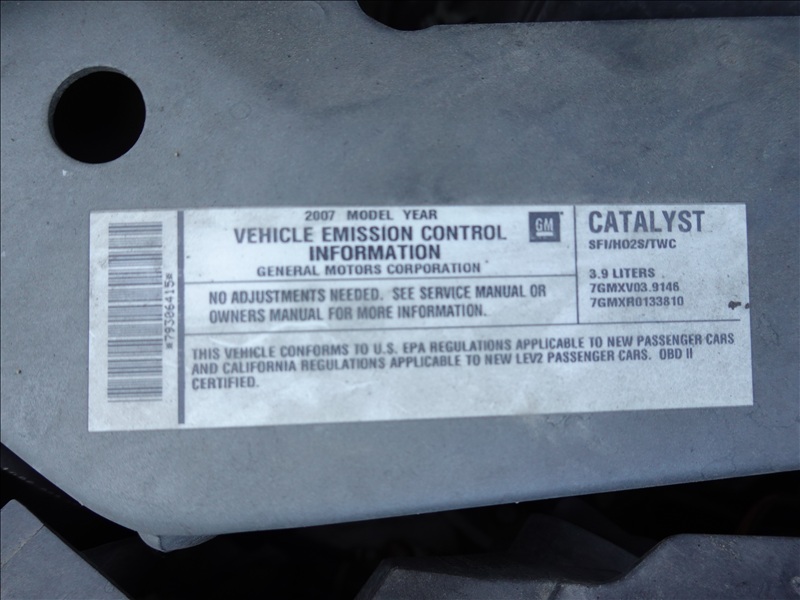 *79306415*
2007 MODEL YEAR
VEHICLE EMISSION CONTROL
INFORMATION
GENERAL MOTORS CORPORATION
GM
NO ADJUSTMENTS NEEDED. SEE SERVICE MANUAL OR
OWNERS MANUAL FOR MORE INFORMATION.
CATALYST
SFI/HO2S/TWC
3.9 LITERS
7GMXV03.9146
7GMXR0133810
THIS VEHICLE CONFORMS TO U.S. EPA REGULATIONS APPLICABLE TO NEW PASSENGER CARS
AND CALIFORNIA REGULATIONS APPLICABLE TO NEW LEV2 PASSENGER CARS. OBD II
CERTIFIED.